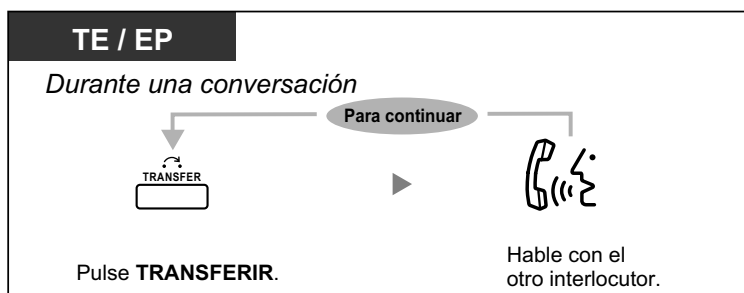 TE / EP
Durante una conversación
Para continuar
TRANSFER
Pulse TRANSFERIR.
Hable con el
otro interlocutor.